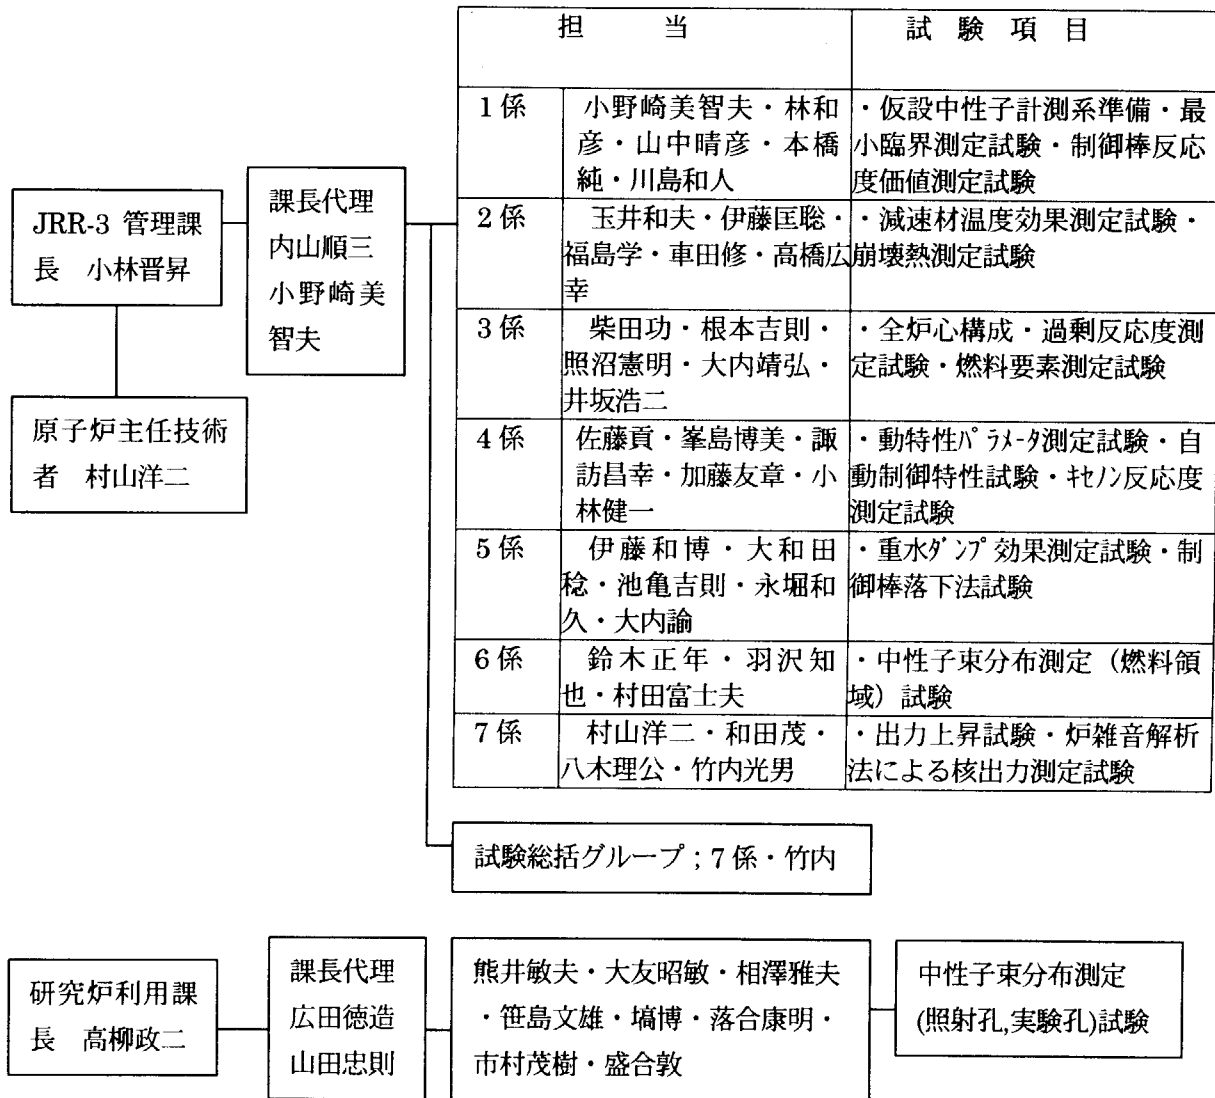 担 当 試 験 項 目
JRR-3 管理課
長 小林晋昇
原子炉主任技術
者 村山洋二
課長代理
内山順三
小野崎美
智夫
1係
小野崎美智夫・林和
彦・山中晴彦・本橋
純・川島和人
・仮設中性子計測系準備・最
小臨界測定試験・制御棒反応
度価値測定試験
2係
玉井和夫・伊藤匡聡・
福島学・車田修・高橋広
幸
・減速材温度効果測定試験・
崩壊熱測定試験
3係
柴田功・根本吉則・
照沼憲明・大内靖弘・
井坂浩二
・全炉心構成・過剰反応度測
定試験・燃料要素測定試験
4係
佐藤貢・峯島博美・諏
訪昌幸・加藤友章・小
林健一
・動特性パラメータ測定試験・自
動制御特性試験・キセノン反応度
測定試験
5係
伊藤和博・大和田
稔・池亀吉則・永堀和
久・大内諭
・重水ダンプ効果測定試験・制
御棒落下法試験
6係
鈴木正年・羽沢知
也・村田富士夫
・中性子束分布測定（燃料領
域）試験
7係
村山洋二・和田茂・
八木理公・竹内光男
・出力上昇試験・炉雑音解析
法による核出力測定試験
試験総括グループ；7係・竹内
研究炉利用課
長 高柳政二
課長代理
広田徳造
山田忠則
熊井敏夫・大友昭敏・相澤雅夫
・笹島文雄・塙博・落合康明・
市村茂樹・盛合敦
中性子束分布測定
(照射孔,実験孔)試験